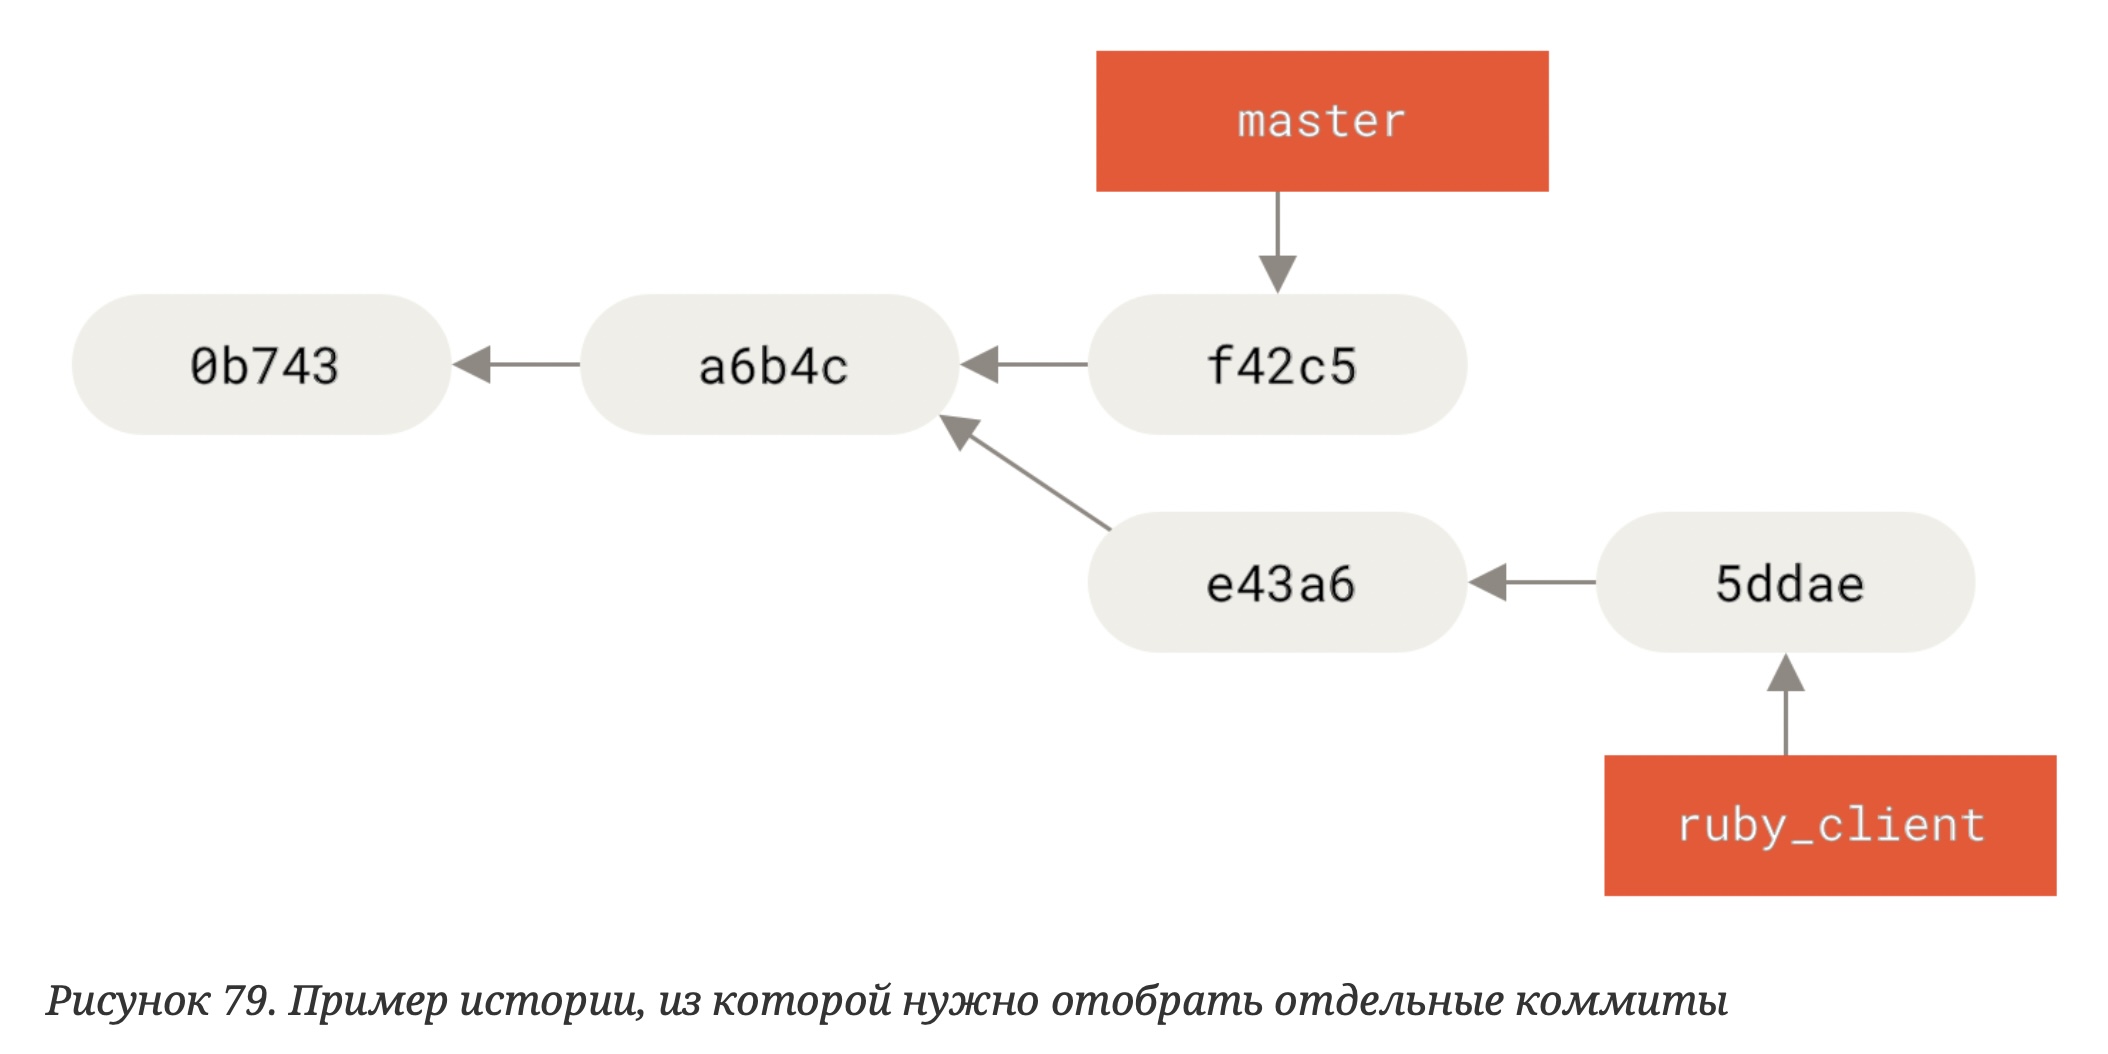 master
0b743
a6b4c
f42c5
e43a6
5ddae
ruby_client
Рисунок 79. Пример истории, из которой нужно отобрать отдельные коммиты